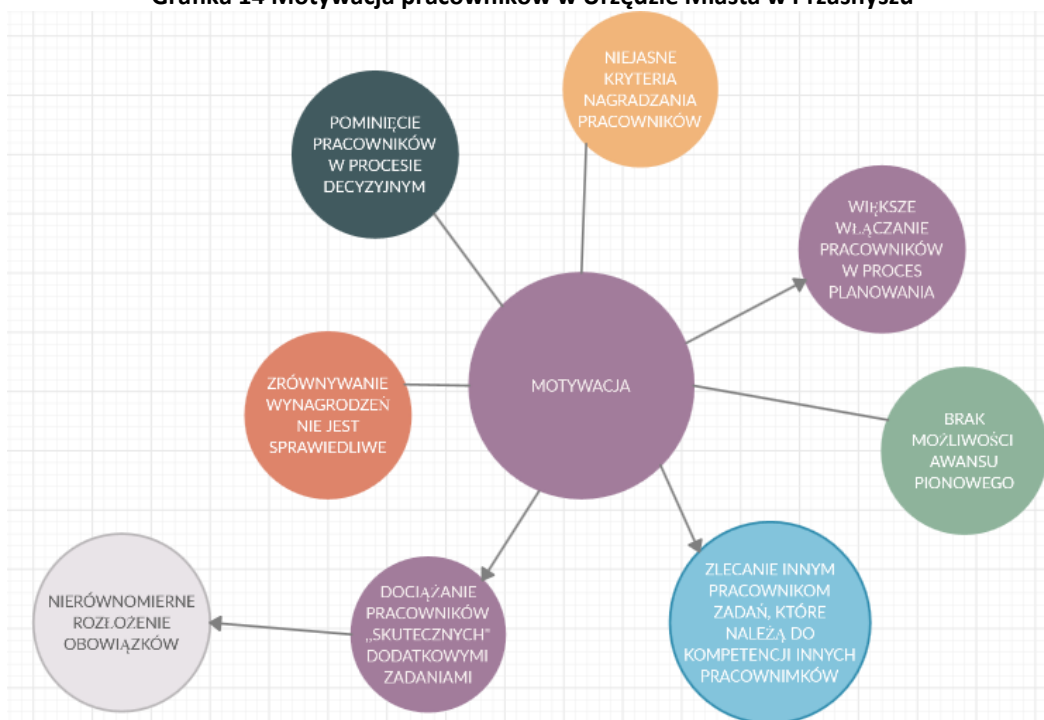 Grafika 14 Motywacja pracowników w Urzędzie Miasta w Przasnyszu
NIEJASNE
KRYTERIA
NAGRADZANIA
PRACOWNIKÓW
POMINIĘCIE
PRACOWNIKÓW
W PROCESIE
DECYZYJNYM
WIĘKSZE
WŁĄCZANIE
PRACOWNIKÓW
W PROCES
PLANOWANIA
ZRÓWNYWANIE
WYNAGRODZEŃ
NIE JEST
SPRAWIEDLIWE
MOTYWACJA
BRAK
MOŻLIWOŚCI
AWANSU
PIONOWEGO
NIERÓWNOMIERNE
ROZŁOŻENIE
OBOWIĄZKÓW
DOCIĄŻANIE
PRACOWNIKÓW
„SKUTECZNYCH”
DODATKOWYMI
ZADANIAMI
ZLECANIE INNYM
PRACOWNIKOM
ZADAŃ, KTÓRE
NALEŻĄ DO
KOMPETENCJI INNYCH
PRACOWNIMKÓW